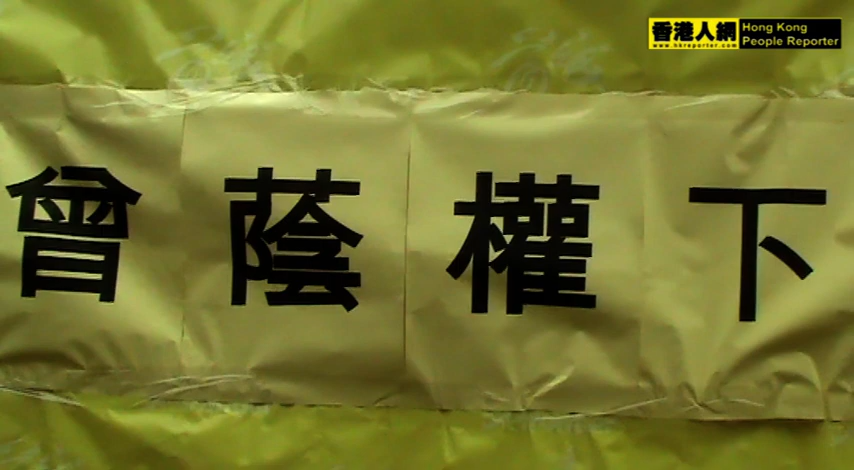 香港人網
www.hkreporter.com
Hong Kong
People Reporter
曾蔭權下